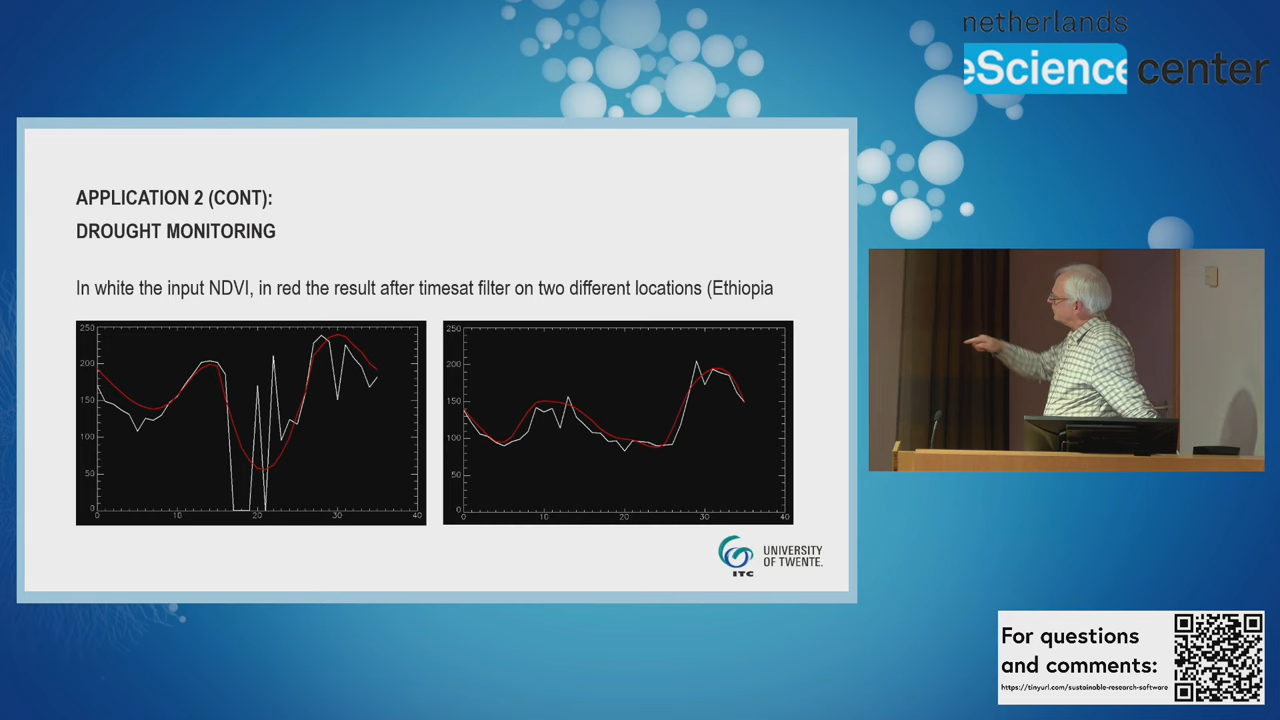 netherlands
eScience center
APPLICATION 2 (CONT):
DROUGHT MONITORING
In white the input NDVI, in red the result after timesat filter on two different locations (Ethiopia
250
200
150
100
50
0
0 10 20 30 40
250
200
150
100
50
0
0 10 20 30 40
UNIVERSITY
OF TWENTE.
ITC
For questions
and comments:
https://tinyurl.com/sustainable-research-software